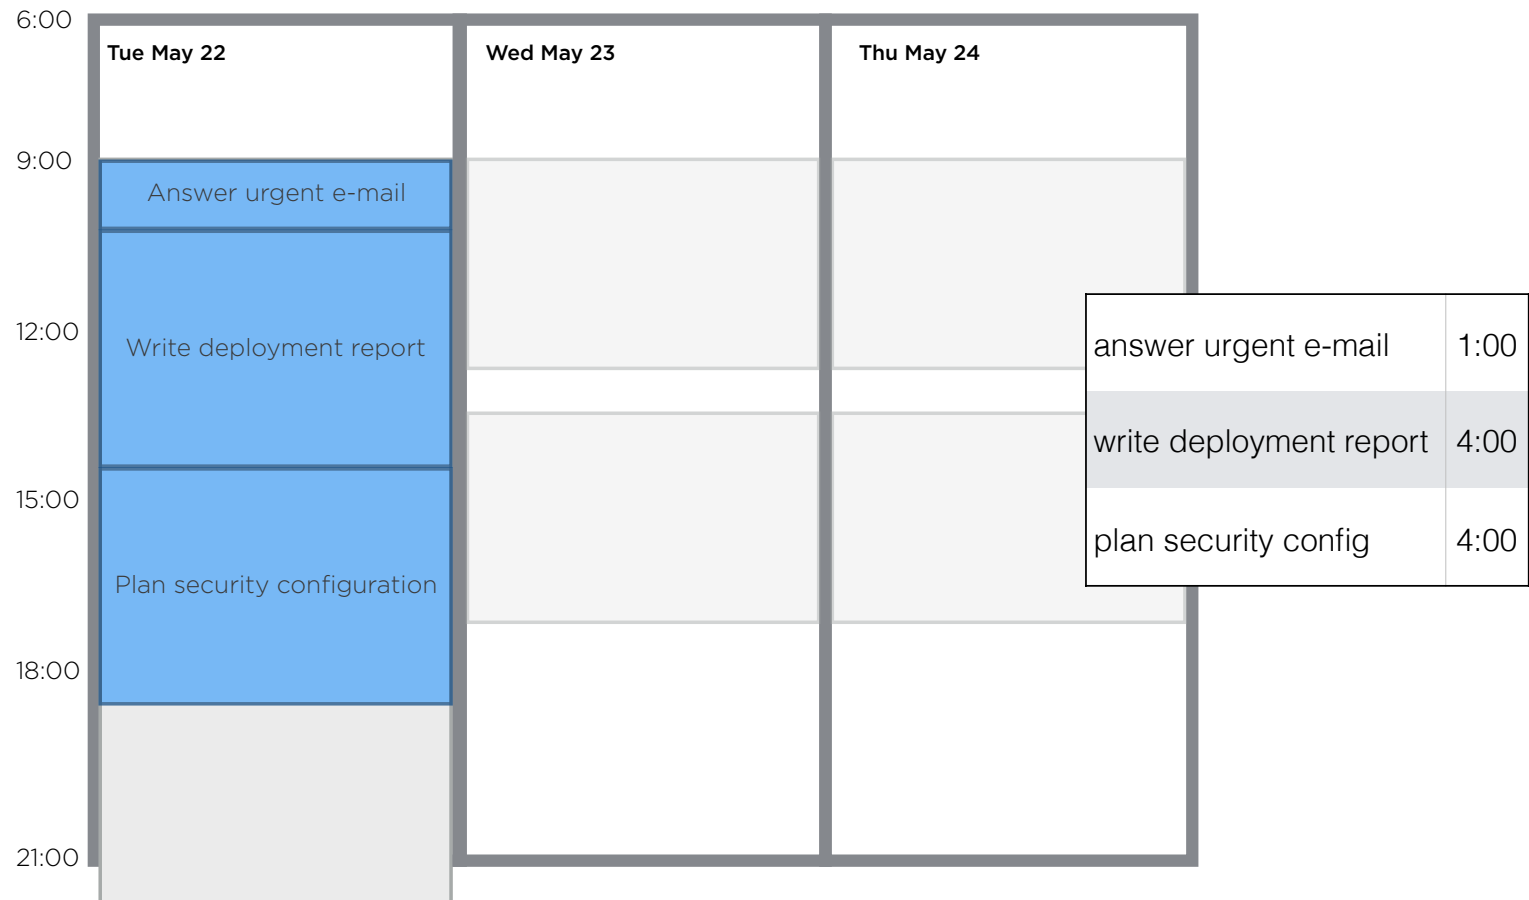 6:00
Tue May 22
Wed May 23
Thu May 24
9:00
Answer urgent e-mail
12:00
Write deployment report
15:00
Plan security configuration
18:00
21:00
answer urgent e-mail 1:00
write deployment report 4:00
plan security config 4:00